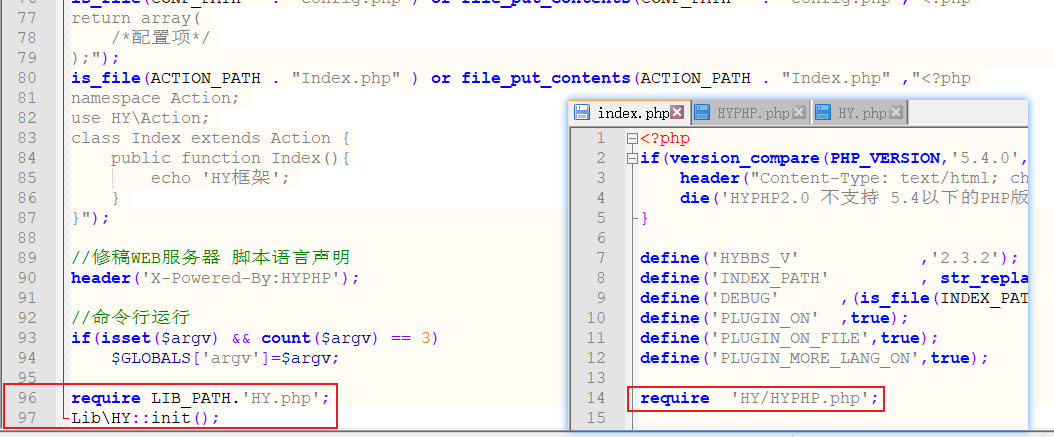 76 is_file(CONF_PATH . "config.php") or file_put_contents(CONF_PATH . "config.php","<?php
77 return array(
78 /*配置项*/
79 );");
80 is_file(ACTION_PATH . "Index.php" ) or file_put_contents(ACTION_PATH . "Index.php" ,"<?php
81 namespace Action;
82 use HY\Action;
83 class Index extends Action {
84 public function Index(){
85 echo 'HY框架';
86 }
87 }");
88
89 //修稿WEB服务器 脚本语言声明
90 header('X-Powered-By:HYPHP');
91
92 //命令行运行
93 if(isset($argv) && count($argv) == 3)
94 $GLOBALS['argv']=$argv;
95
96 require LIB_PATH.'HY.php';
97 Lib\HY::init();
index.php HYPHP.php HY.php
1 <?php
2 if(version_compare(PHP_VERSION,'5.4.0',
3 header("Content-Type: text/html; ch
4 die('HYPHP2.0 不支持 5.4以下的PHP版
5 }
6
7 define('HYBBS_V' ,'2.3.2');
8 define('INDEX_PATH' , str_repla
9 define('DEBUG' ,(is_file(INDEX_PAT
10 define('PLUGIN_ON' ,true);
11 define('PLUGIN_ON_FILE',true);
12 define('PLUGIN_MORE_LANG_ON',true);
13
14 require 'HY/HYPHP.php';
15